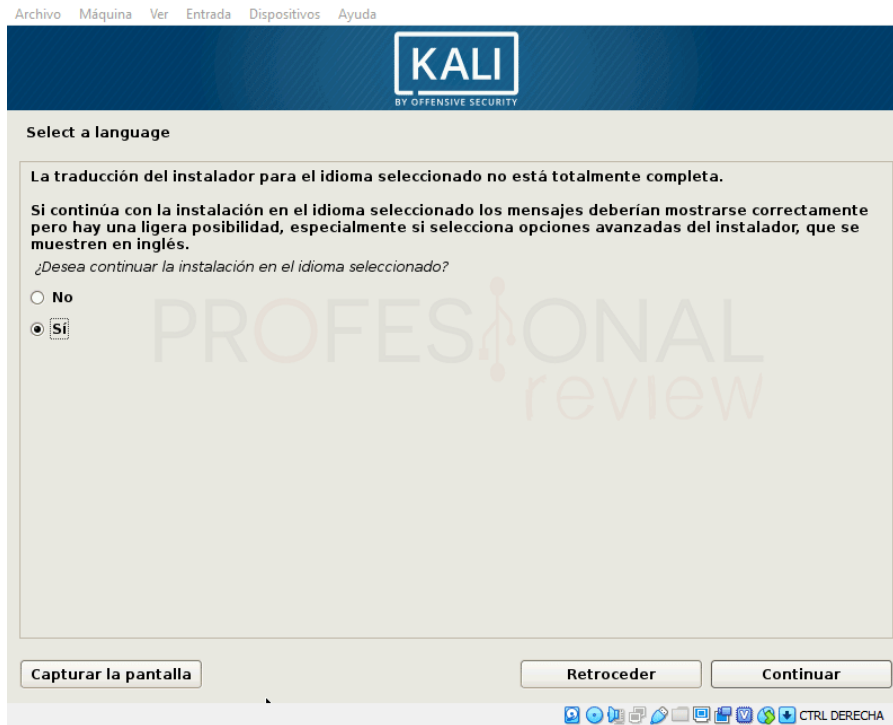 Archivo Máquina Ver Entrada Dispositivos Ayuda
KALI
BY OFFENSIVE SECURITY
Select a language
La traducción del instalador para el idioma seleccionado no está totalmente completa.
Si continúa con la instalación en el idioma seleccionado los mensajes deberían mostrarse correctamente
pero hay una ligera posibilidad, especialmente si selecciona opciones avanzadas del instalador, que se
muestren en inglés.
¿Desea continuar la instalación en el idioma seleccionado?
No
Sí
PROFESIONAL
review
Capturar la pantalla
Retroceder
Continuar
CTRL DERECHA